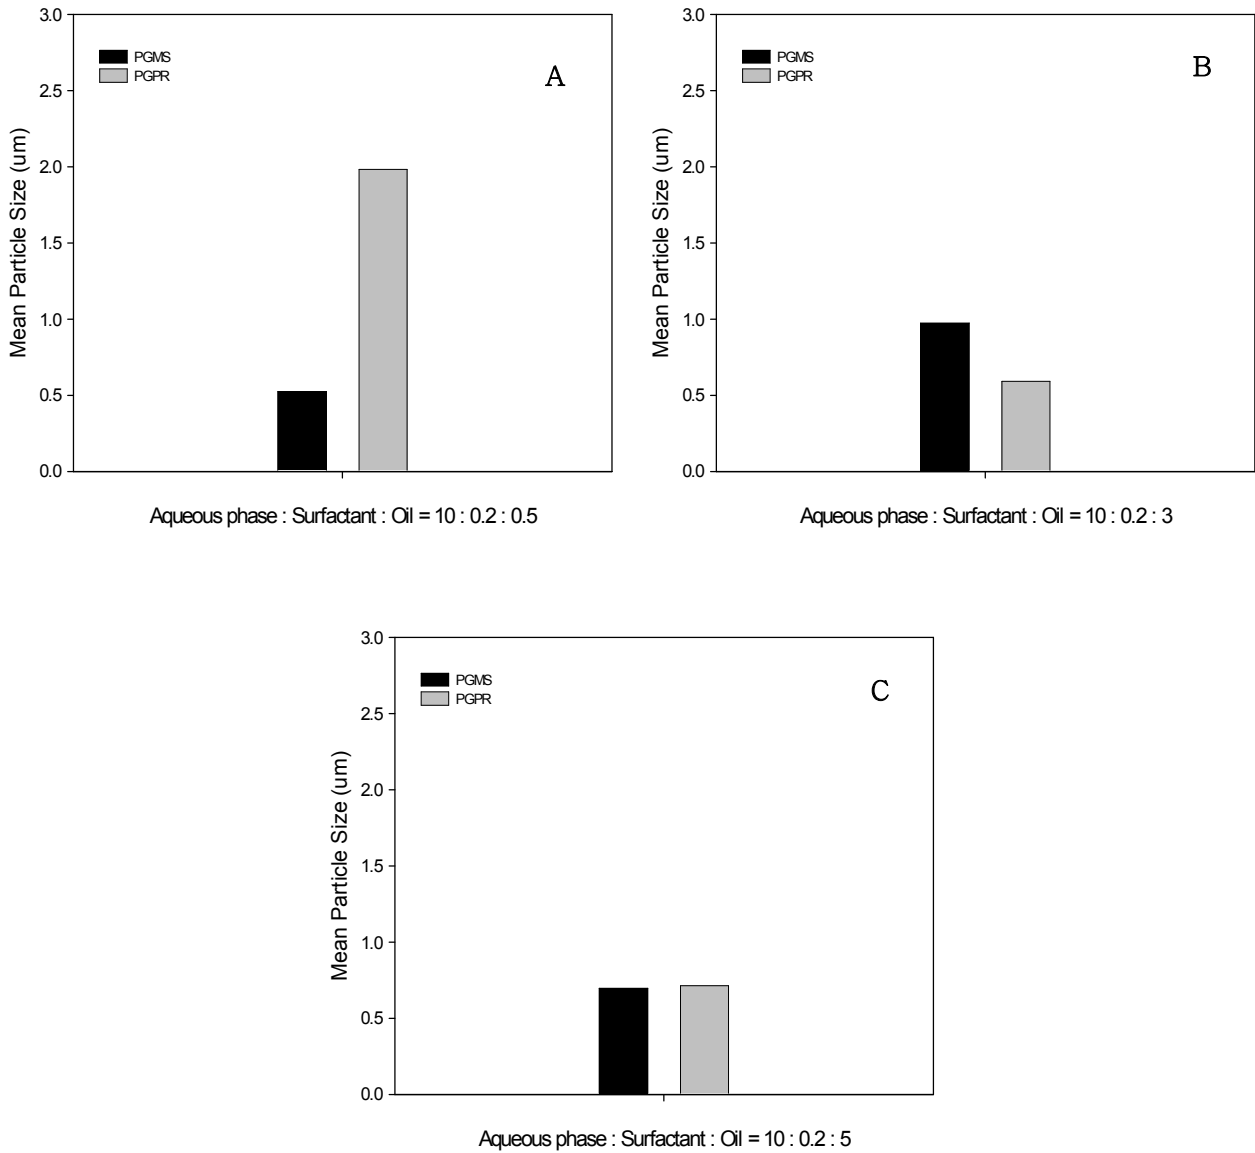 3.0
2.5
2.0
1.5
1.0
0.5
0.0
Mean Particle Size (um)
PGMS
PGPR
A
Aqueous phase : Surfactant : Oil = 10 : 0.2 : 0.5
3.0
2.5
2.0
1.5
1.0
0.5
0.0
Mean Particle Size (um)
PGMS
PGPR
B
Aqueous phase : Surfactant : Oil = 10 : 0.2 : 3
3.0
2.5
2.0
1.5
1.0
0.5
0.0
Mean Particle Size (um)
PGMS
PGPR
C
Aqueous phase : Surfactant : Oil = 10 : 0.2 : 5